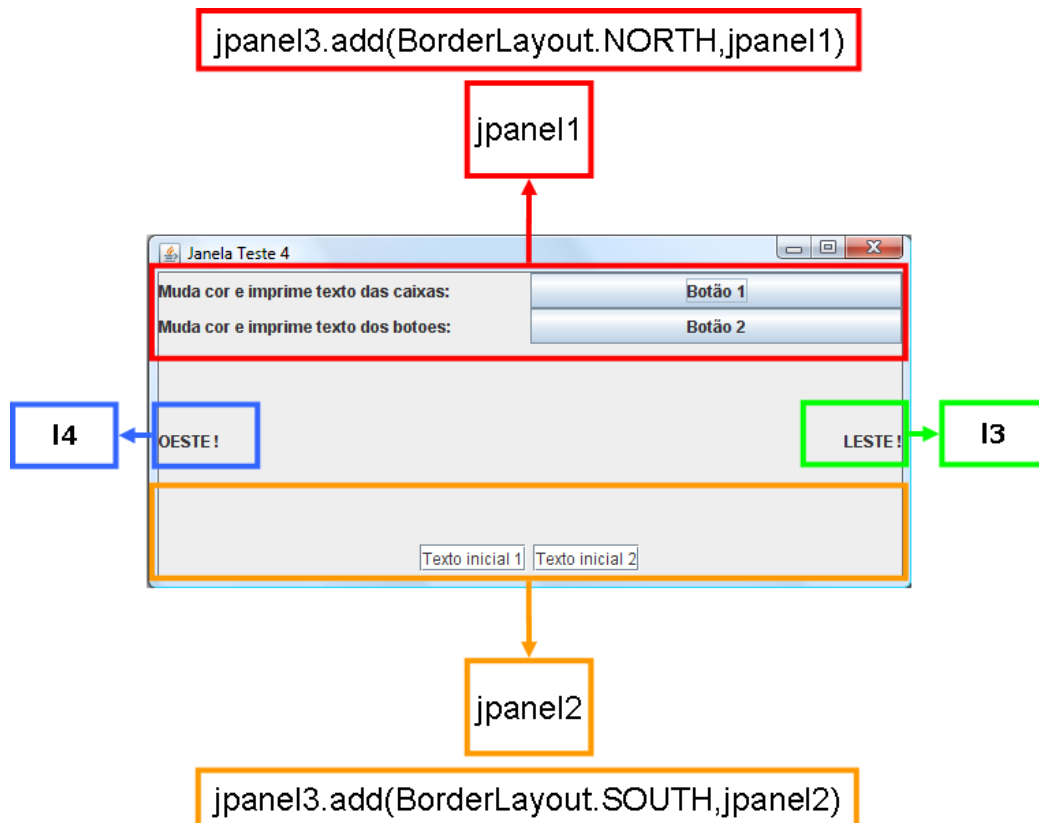 jpanel3.add(BorderLayout.NORTH,jpanel1)
jpanel1
Janela Teste 4
Muda cor e imprime texto das caixas:
Botão 1
Muda cor e imprime texto dos botoes:
Botão 2
l4
OESTE !
LESTE !
l3
Texto inicial 1
Texto inicial 2
jpanel2
jpanel3.add(BorderLayout.SOUTH,jpanel2)